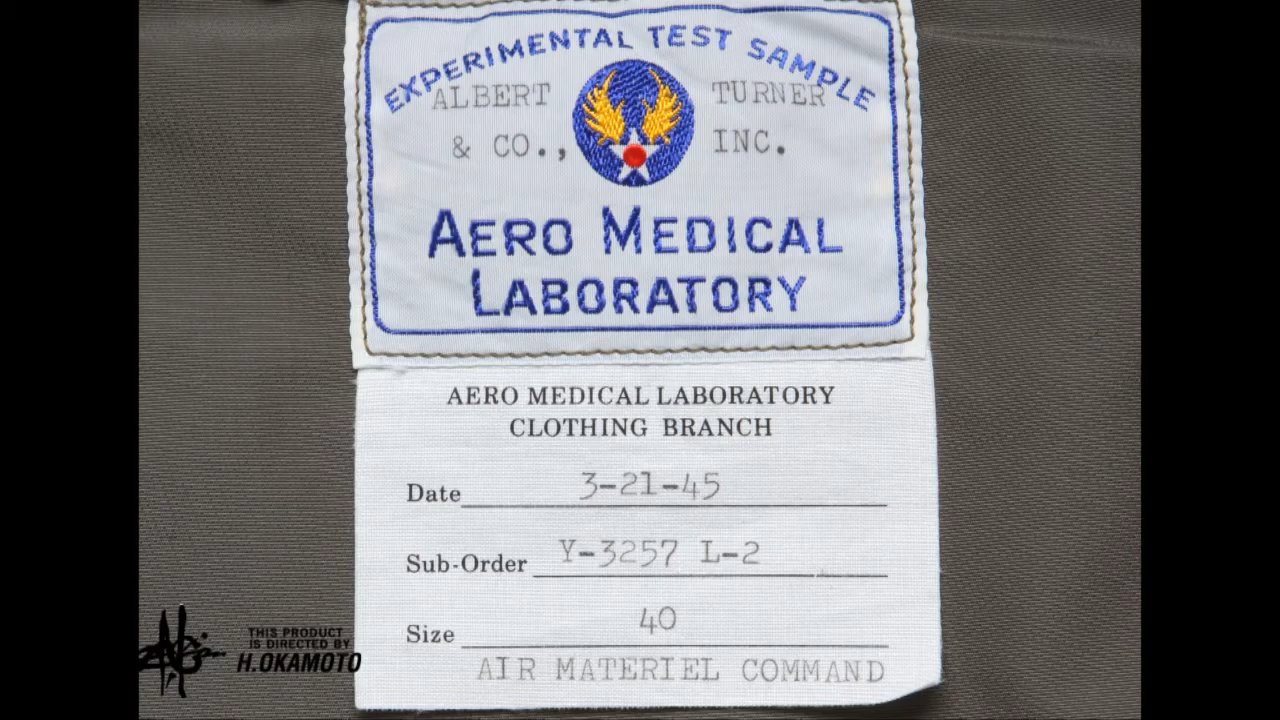 EXPERIMENTAL TEST SAMPLE
ALBERT TURNER
& CO., INC.
AERO MEDICAL
LABORATORY
AERO MEDICAL LABORATORY
CLOTHING BRANCH
Date 3-21-45
Sub-Order Y-3257 L-2
Size 40
AIR MATERIEL COMMAND
THIS PRODUCT
IS DIRECTED BY
H.OKAMOTO